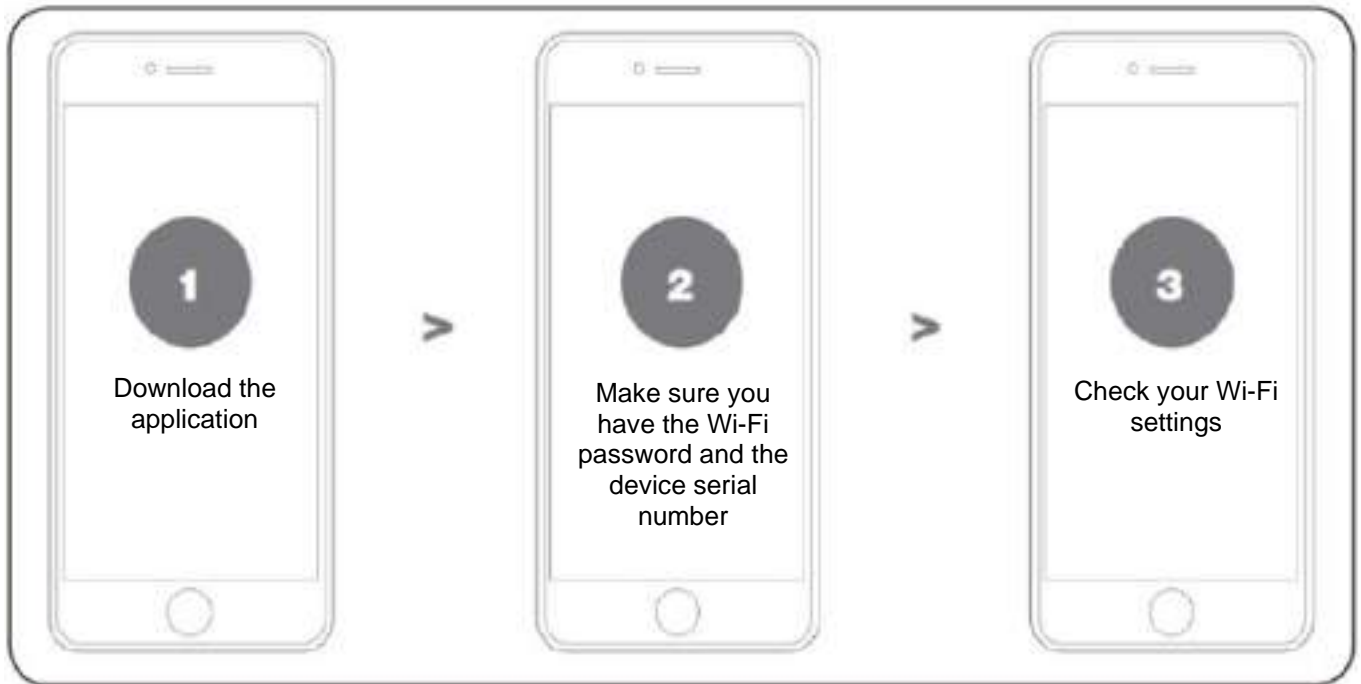 1
Download the
application
>
2
Make sure you
have the Wi-Fi
password and the
device serial
number
>
3
Check your Wi-Fi
settings